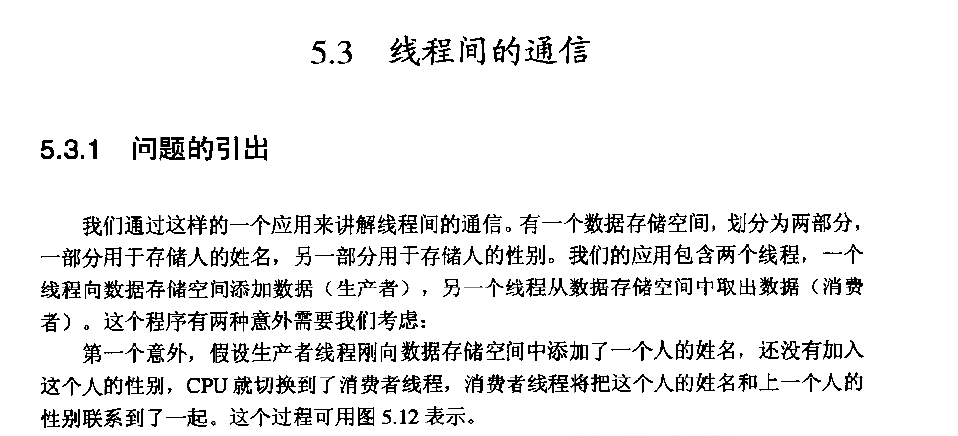 5.3 线程间的通信
5.3.1 问题的引出
我们通过这样的一个应用来讲解线程间的通信。有一个数据存储空间，划分为两部分，
一部分用于存储人的姓名，另一部分用于存储人的性别。我们的应用包含两个线程，一个
线程向数据存储空间添加数据（生产者），另一个线程从数据存储空间中取出数据（消费
者）。这个程序有两种意外需要我们考虑：
第一个意外，假设生产者线程刚向数据存储空间中添加了一个人的姓名，还没有加入
这个人的性别，CPU 就切换到了消费者线程，消费者线程将把这个人的姓名和上一个人的
性别联系到了一起。这个过程可用图 5.12 表示。